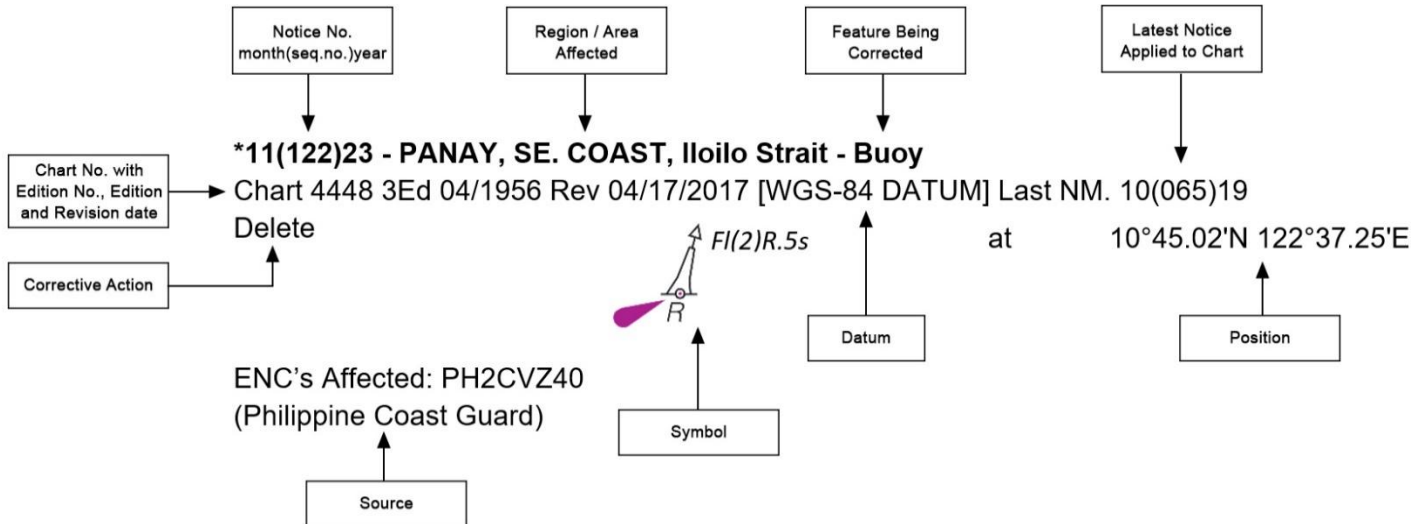 Notice No.
month(seq.no.)year
Region / Area
Affected
Feature Being
Corrected
Latest Notice
Applied to Chart
*11(122)23 - PANAY, SE. COAST, Iloilo Strait - Buoy
Chart No. with
Edition No., Edition
and Revision date
Chart 4448 3Ed 04/1956 Rev 04/17/2017 [WGS-84 DATUM] Last NM. 10(065)19
Delete
Fl(2)R.5s
at
10°45.02'N 122°37.25'E
Corrective Action
R
Datum
Position
ENC’s Affected: PH2CVZ40
(Philippine Coast Guard)
Symbol
Source